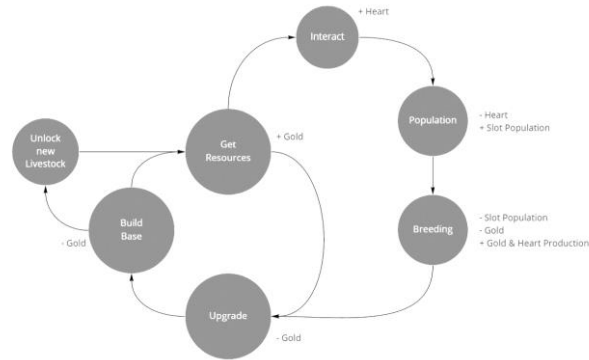 + Heart
Interact
Population
- Heart
+ Slot Population
Get
Resources
+ Gold
Unlock
new
Livestock
Build
Base
- Gold
Breeding
- Slot Population
- Gold
+ Gold & Heart Production
Upgrade
- Gold